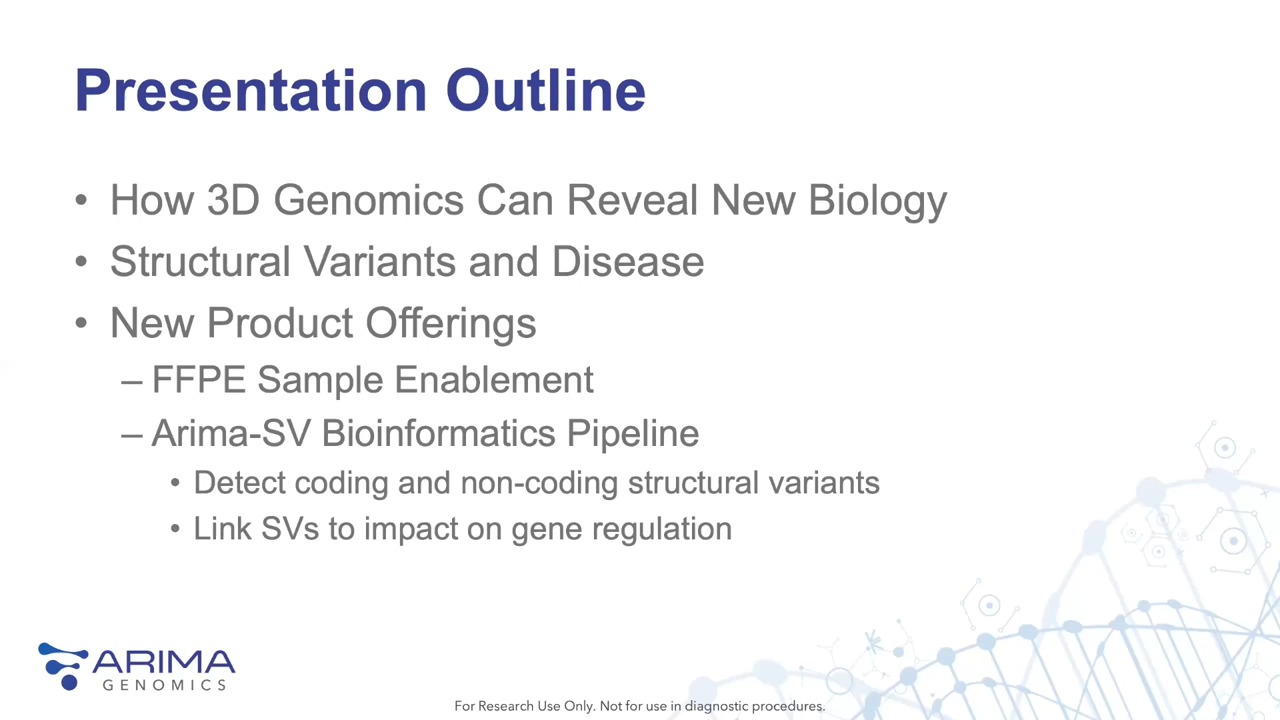 Presentation Outline
• How 3D Genomics Can Reveal New Biology
• Structural Variants and Disease
• New Product Offerings
– FFPE Sample Enablement
– Arima-SV Bioinformatics Pipeline
• Detect coding and non-coding structural variants
• Link SVs to impact on gene regulation
ARIMA
GENOMICS
For Research Use Only. Not for use in diagnostic procedures.